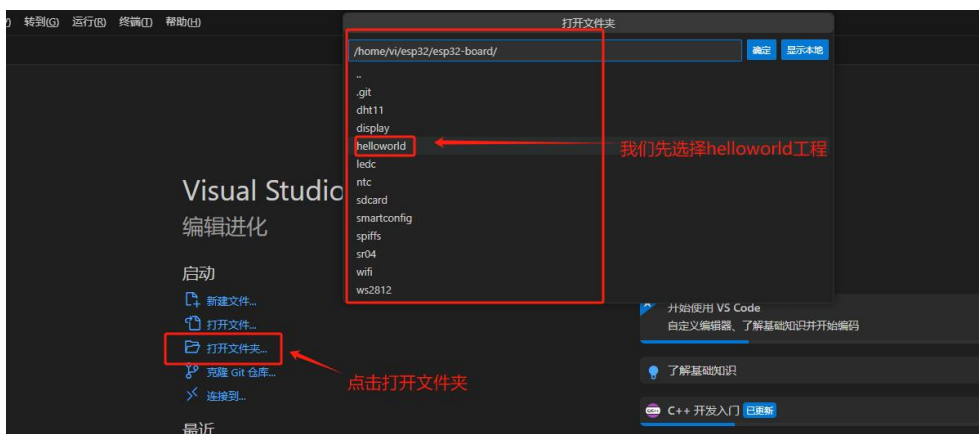 转到(G) 运行(R) 终端(T) 帮助(H)
打开文件夹
/home/vi/esp32/esp32-board/
确定 显示本地
..
.git
dht11
display
helloworld
我们先选择helloworld工程
ledc
ntc
sdcard
smartconfig
spiffs
sr04
wifi
ws2812
Visual Studio
编辑进化
启动
新建文件...
打开文件...
打开文件夹...
克隆 Git 仓库...
连接到...
最近
点击打开文件夹
开始使用 VS Code
自定义编辑器、了解基础知识并开始编码
了解基础知识
C++ 开发入门 已更新